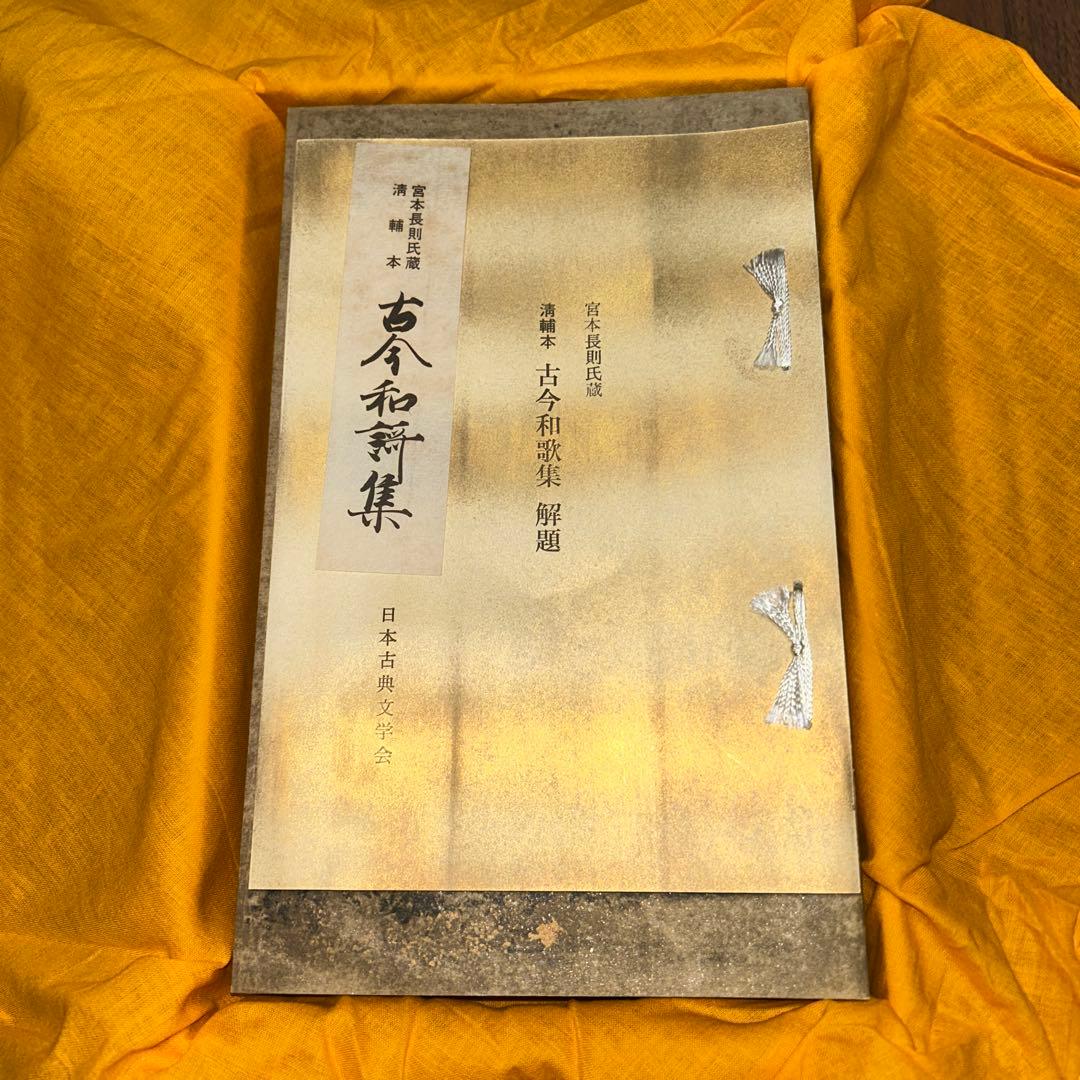 宮本長則氏蔵
清輔本 古今和歌集 解題
日本古典文学会
宮本長則氏蔵
清輔本
古今和謌集